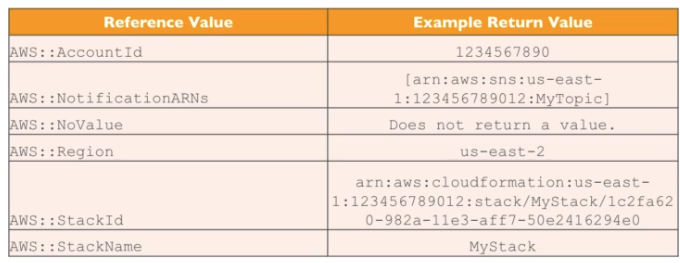 Reference Value Example Return Value
AWS::AccountId 1234567890
[arn:aws:sns:us-east-
AWS::NotificationARNs 1:123456789012:MyTopic]
AWS::NoValue Does not return a value.
AWS::Region us-east-2
arn:aws:cloudformation:us-east-
1:123456789012:stack/MyStack/1c2fa62
AWS::StackId 0-982a-11e3-aff7-50e2416294e0
AWS::StackName MyStack